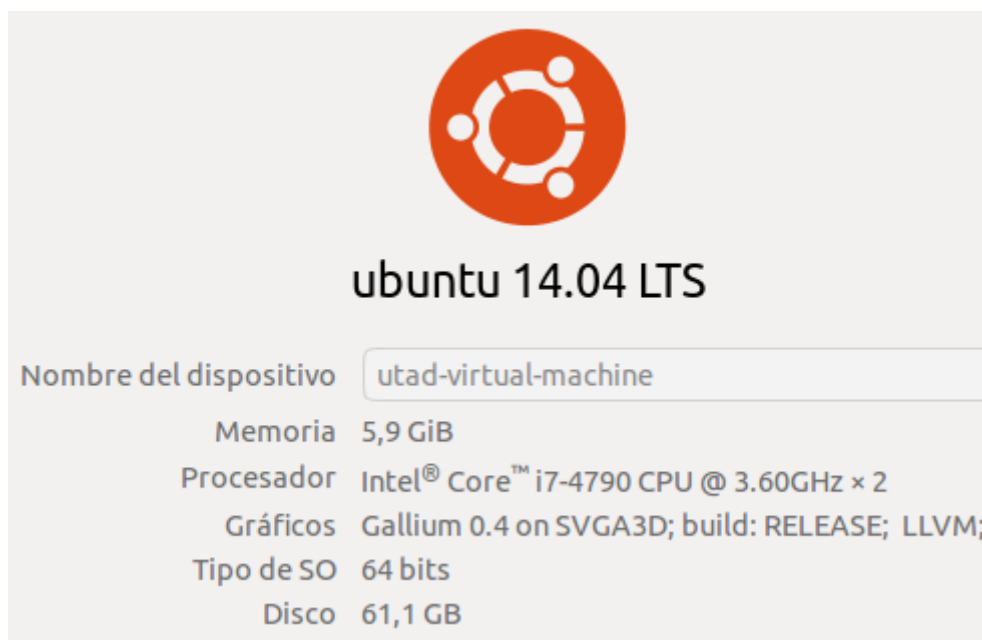 ubuntu 14.04 LTS
Nombre del dispositivo utad-virtual-machine
Memoria 5,9 GiB
Procesador Intel® Core™ i7-4790 CPU @ 3.60GHz × 2
Gráficos Gallium 0.4 on SVGA3D; build: RELEASE; LLVM;
Tipo de SO 64 bits
Disco 61,1 GB